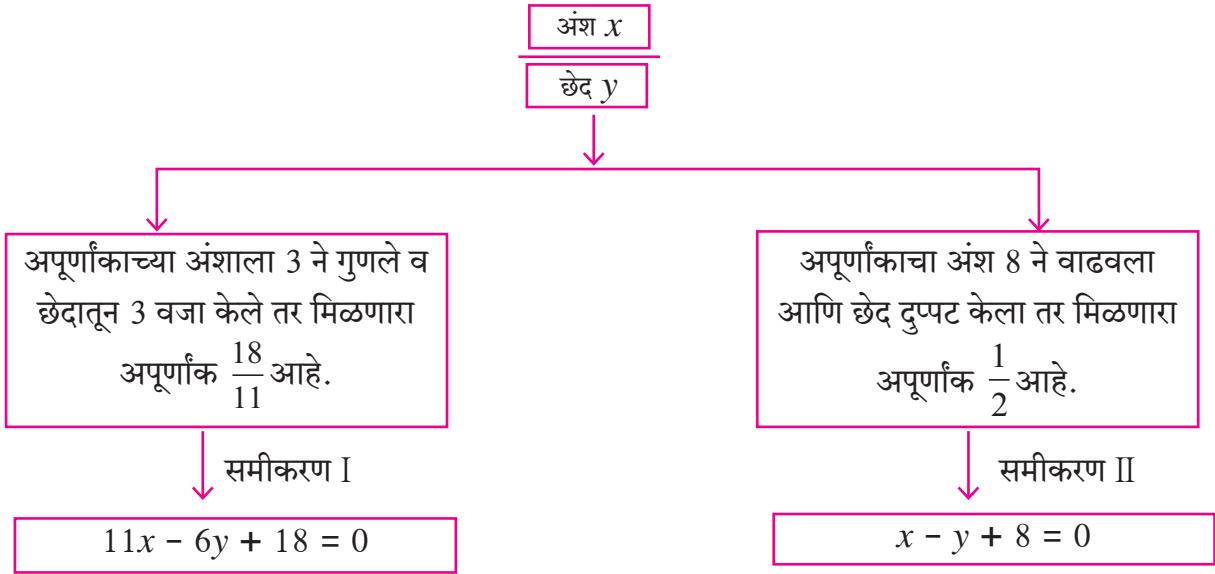 अंश x
छेद y
अपूर्णांकाच्या अंशाला 3 ने गुणले व
छेदातून 3 वजा केले तर मिळणारा
अपूर्णांक 18/11 आहे.
अपूर्णांकाचा अंश 8 ने वाढवला
आणि छेद दुप्पट केला तर मिळणारा
अपूर्णांक 1/2 आहे.
समीकरण I
समीकरण II
11x - 6y + 18 = 0
x - y + 8 = 0